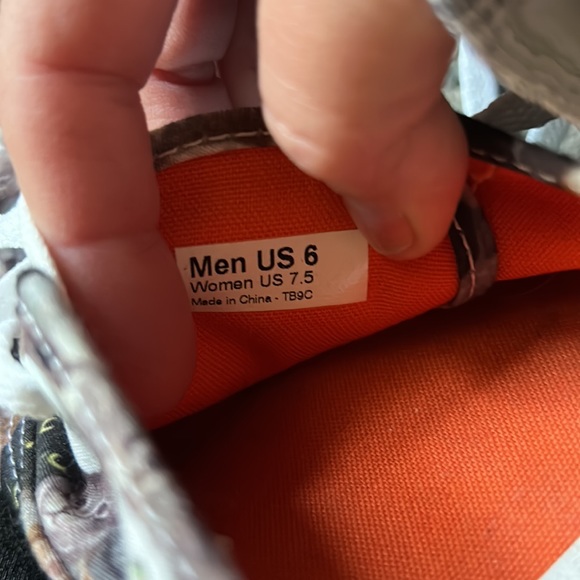 Men US 6
Women US 7.5
Made in China - TB9C